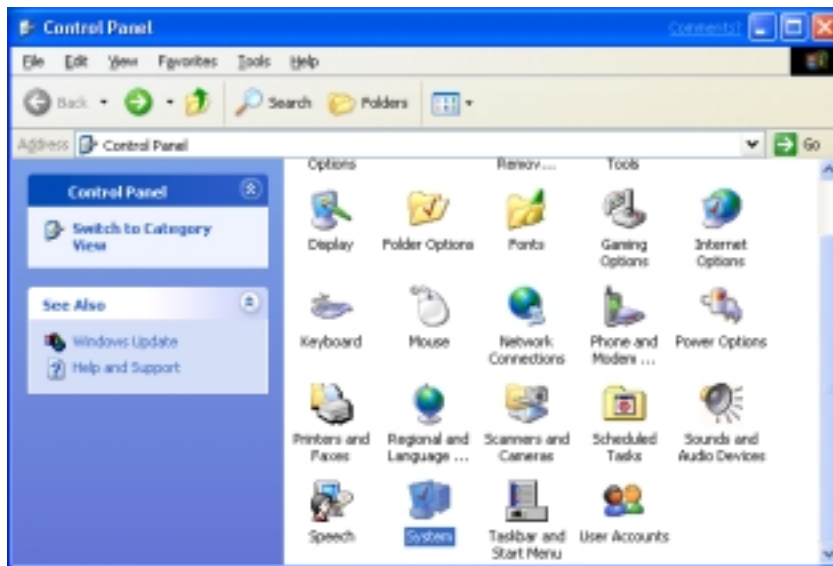 Control Panel
Comments?
File Edit View Favorites Tools Help
Back Search Folders
Address Control Panel Go
Control Panel
Switch to Category
View
See Also
Windows Update
Help and Support
Options Remov... Tools
Display Folder Options Fonts Gaming
Options Internet
Options
Keyboard Mouse Network
Connections Phone and
Modem ... Power Options
Printers and
Faxes Regional and
Language ... Scanners and
Cameras Scheduled
Tasks Sounds and
Audio Devices
Speech System Taskbar and
Start Menu User Accounts